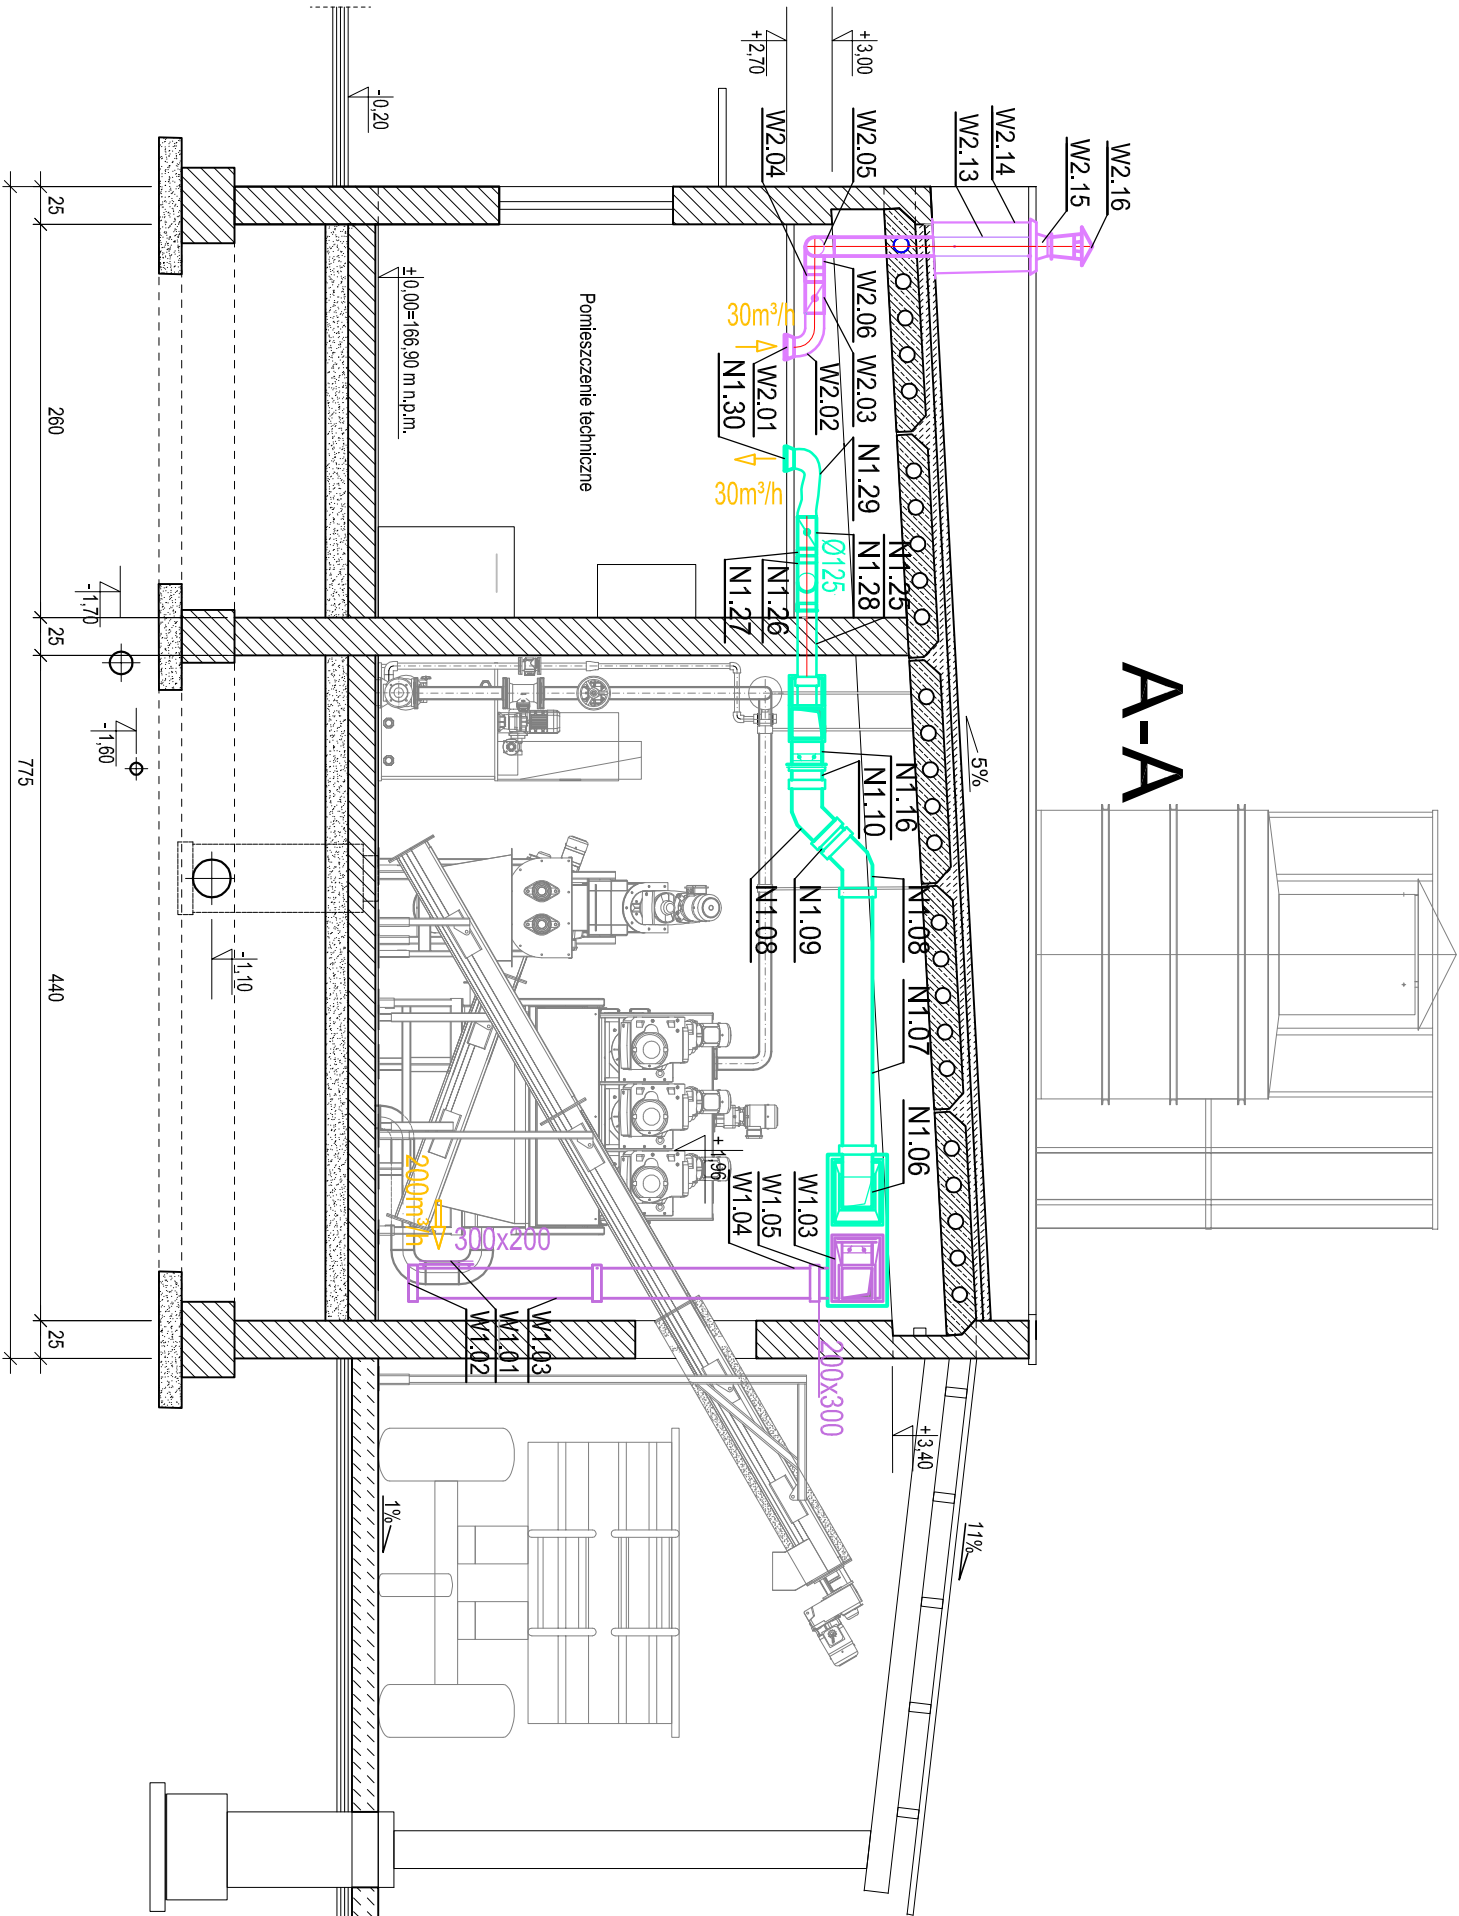 A-A
W2.16
W2.15
W2.14
W2.13
W2.05
W2.04
+3,00
+2,70
-0,20
W2.06
W2.03
W2.02
W2.01
N1.30
30m³/h
30m³/h
N1.29
N1.28
N1.25
Ø125
N1.26
N1.27
Pomieszczenie techniczne
±0,00=166,90 m n.p.m.
5%
N1.16
N1.10
N1.08
N1.09
N1.08
N1.07
N1.06
+1,96
W1.03
W1.05
W1.04
200m³/h
300x200
W1.03
W1.01
W1.02
200x300
+3,40
11%
1%
-1,70
-1,60
-1,10
25
260
25
440
25
775